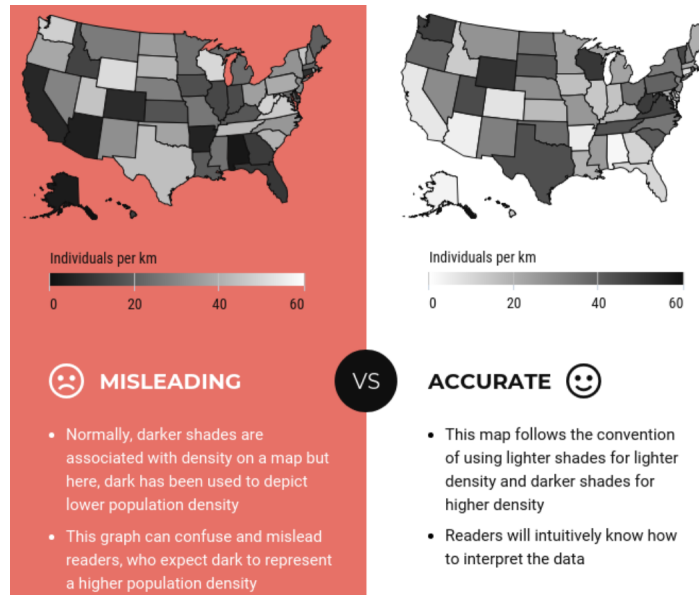 Individuals per km
0 20 40 60
Individuals per km
0 20 40 60
MISLEADING
VS
ACCURATE
• Normally, darker shades are
associated with density on a map but
here, dark has been used to depict
lower population density
• This graph can confuse and mislead
readers, who expect dark to represent
a higher population density
• This map follows the convention
of using lighter shades for lighter
density and darker shades for
higher density
• Readers will intuitively know how
to interpret the data